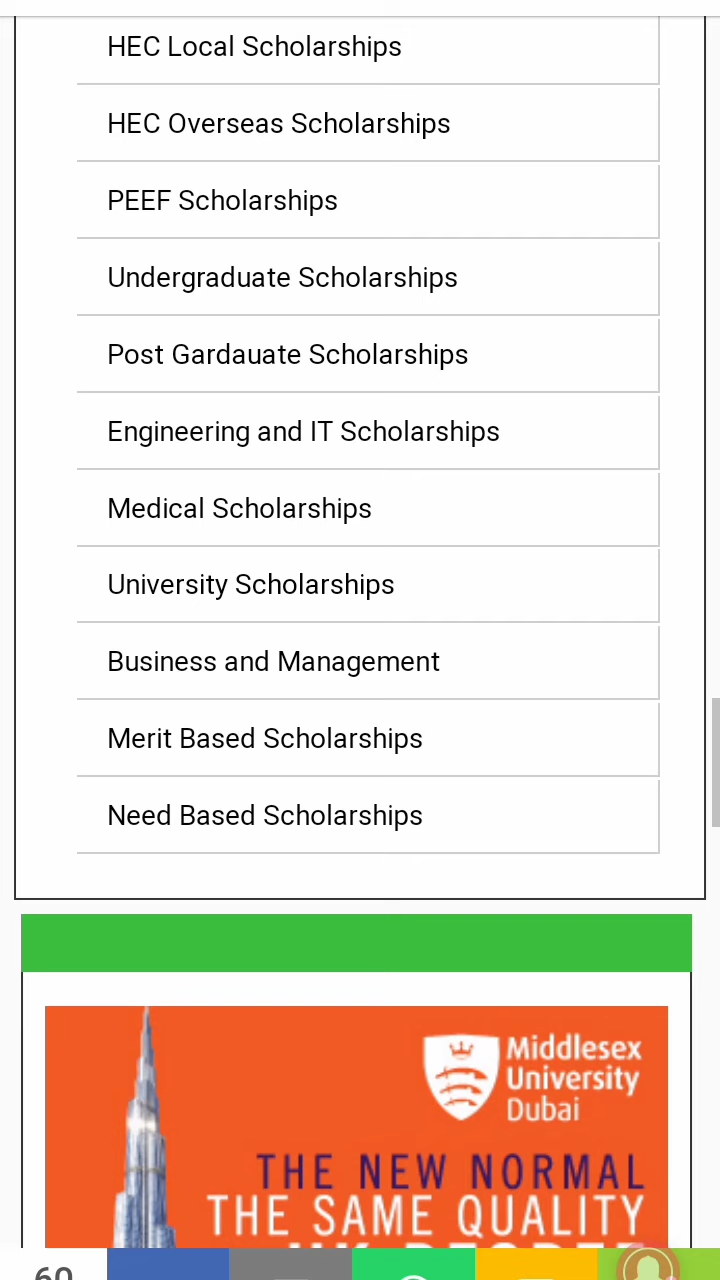 HEC Local Scholarships
HEC Overseas Scholarships
PEEF Scholarships
Undergraduate Scholarships
Post Gardauate Scholarships
Engineering and IT Scholarships
Medical Scholarships
University Scholarships
Business and Management
Merit Based Scholarships
Need Based Scholarships
Middlesex
University
Dubai
THE NEW NORMAL
THE SAME QUALITY
60